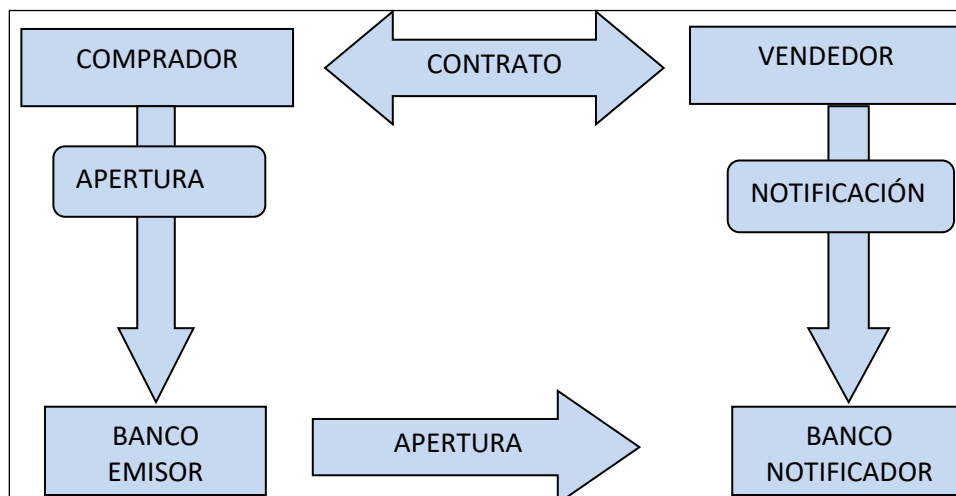 COMPRADOR
CONTRATO
VENDEDOR
APERTURA
NOTIFICACIÓN
BANCO
EMISOR
APERTURA
BANCO
NOTIFICADOR